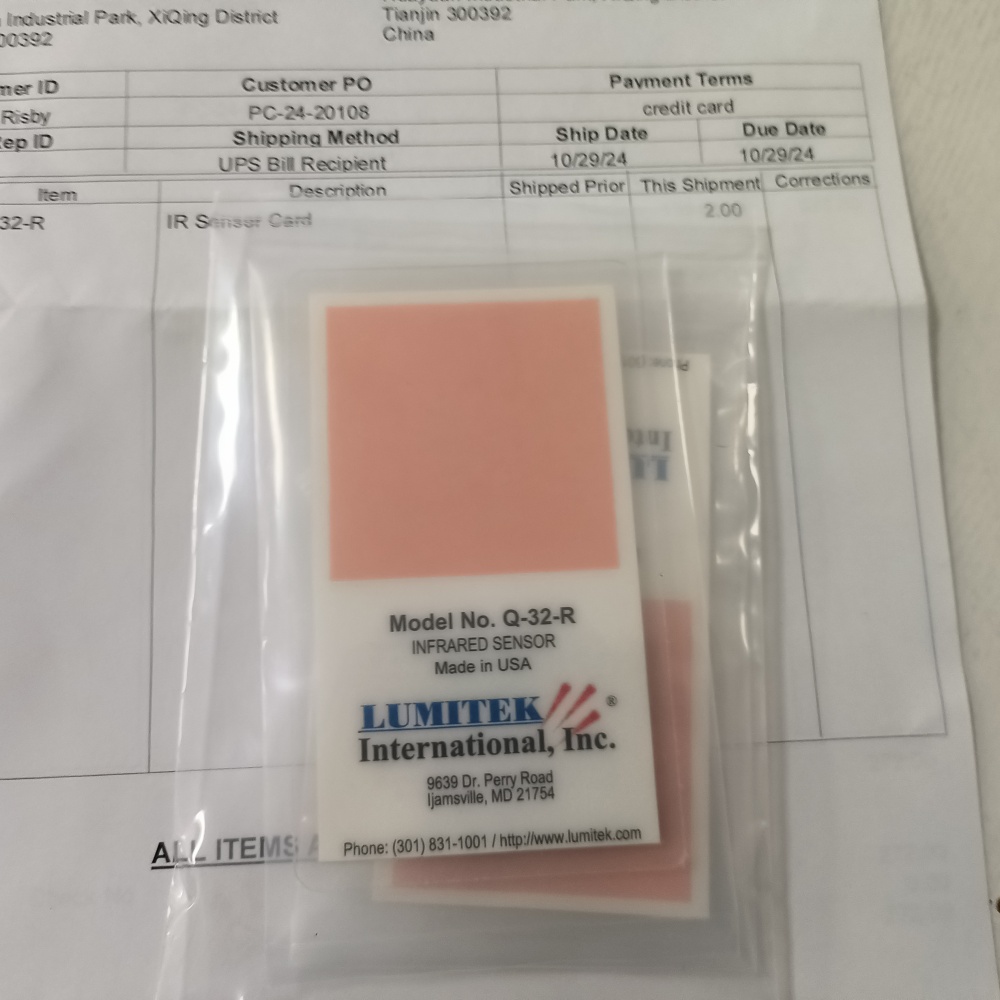 Industrial Park, XiQing District
Tianjin 300392
00392
China
mer ID Customer PO Payment Terms
Risby PC-24-20108 credit card
ep ID Shipping Method Ship Date Due Date
UPS Bill Recipient 10/29/24 10/29/24
Item Description Shipped Prior This Shipment Corrections
32-R IR Sensor Card 2.00
Model No. Q-32-R
INFRARED SENSOR
Made in USA
LUMITEK ®
International, Inc.
9639 Dr. Perry Road
Ijamsville, MD 21754
Phone: (301) 831-1001 / http://www.lumitek.com
ALL ITEMS A